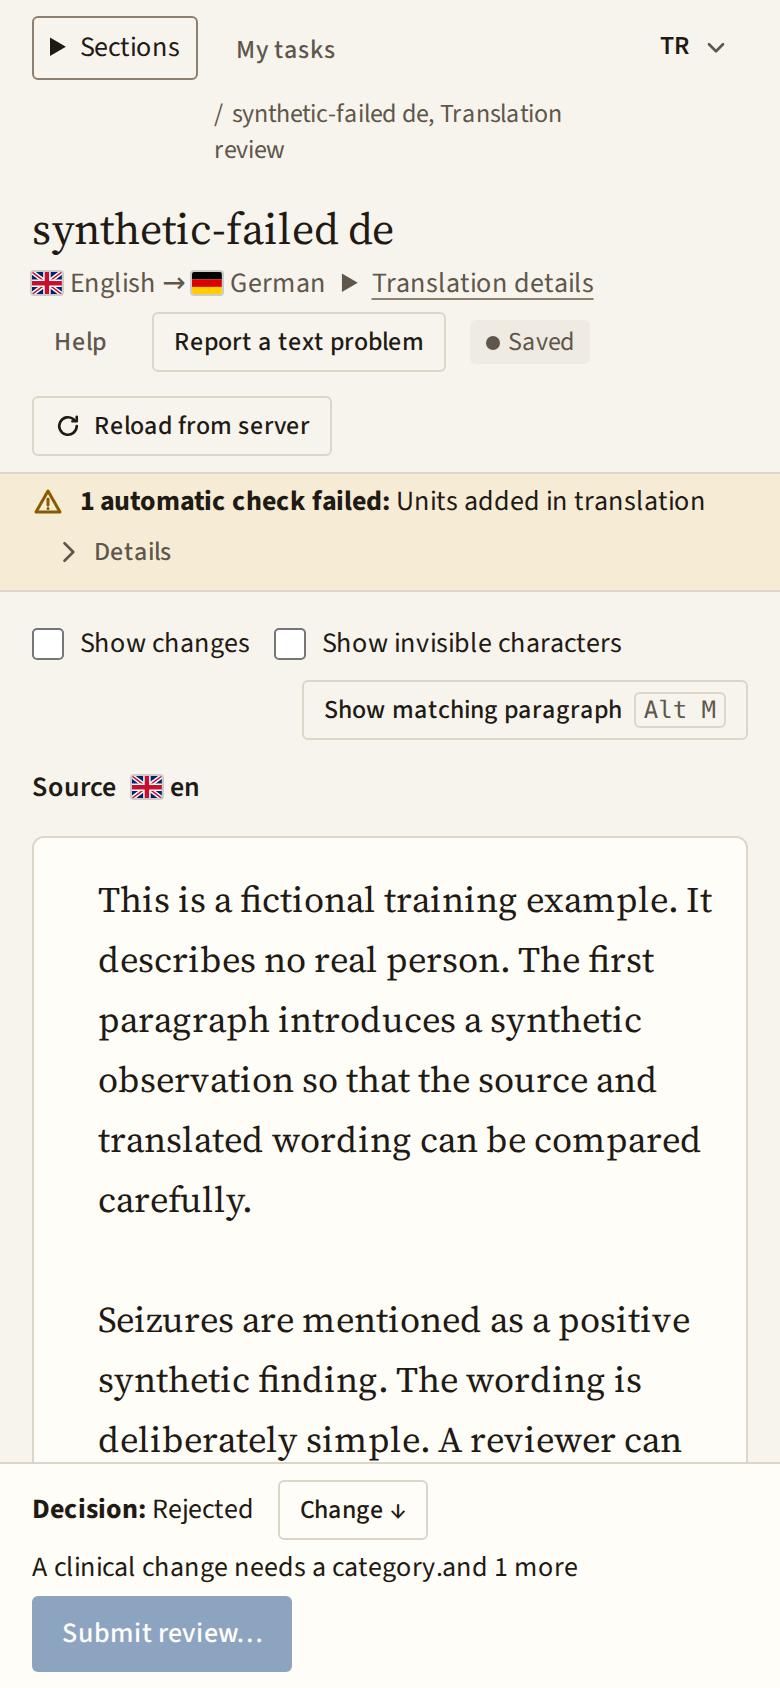 Sections My tasks TR
/ synthetic-failed de, Translation
review
synthetic-failed de
English → German Translation details
Help Report a text problem Saved
Reload from server
1 automatic check failed: Units added in translation
Details
Show changes Show invisible characters
Show matching paragraph Alt M
Source en
This is a fictional training example. It
describes no real person. The first
paragraph introduces a synthetic
observation so that the source and
translated wording can be compared
carefully.
Seizures are mentioned as a positive
synthetic finding. The wording is
deliberately simple. A reviewer can
Decision: Rejected Change ↓
A clinical change needs a category.and 1 more
Submit review…